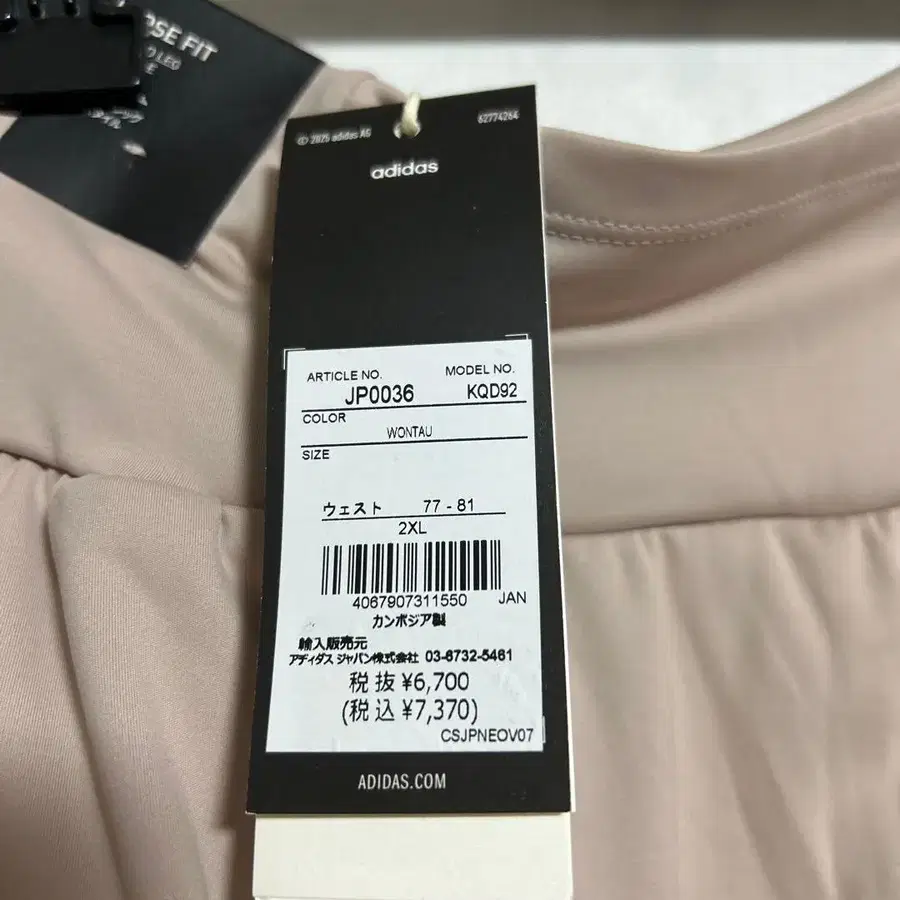 FIT
© 2025 adidas AG
62774264
adidas
ARTICLE NO.
MODEL NO.
JP0036
KQD92
COLOR
WONTAU
SIZE
ウェスト 77 - 81
2XL
4067907311550 JAN
カンボジア製
輸入販売元
アディダス ジャパン株式会社 03-6732-5461
税 抜 ¥6,700
(税 込 ¥7,370)
CSJPNEOV07
ADIDAS.COM